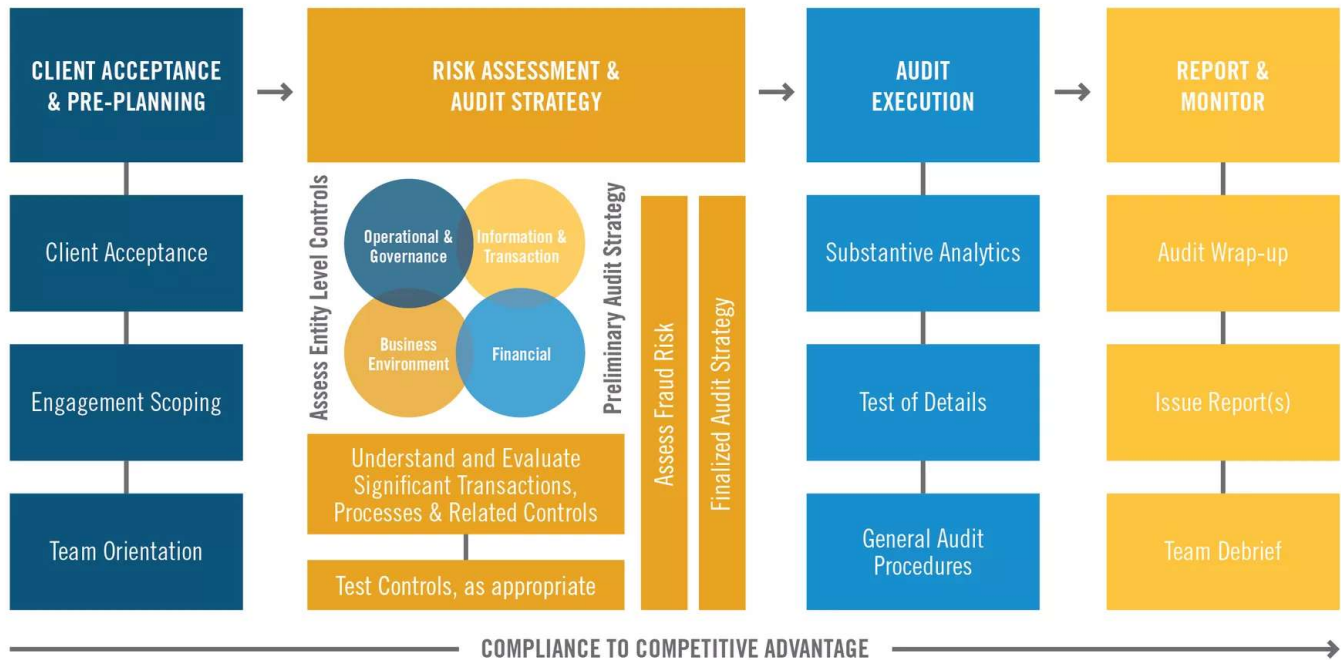 CLIENT ACCEPTANCE
& PRE-PLANNING
Client Acceptance
Engagement Scoping
Team Orientation
RISK ASSESSMENT &
AUDIT STRATEGY
Assess Entity Level Controls
Operational &
Governance
Information &
Transaction
Business
Environment
Financial
Preliminary Audit Strategy
Understand and Evaluate
Significant Transactions,
Processes & Related Controls
Test Controls, as appropriate
Assess Fraud Risk
Finalized Audit Strategy
AUDIT
EXECUTION
Substantive Analytics
Test of Details
General Audit
Procedures
REPORT &
MONITOR
Audit Wrap-up
Issue Report(s)
Team Debrief
COMPLIANCE TO COMPETITIVE ADVANTAGE